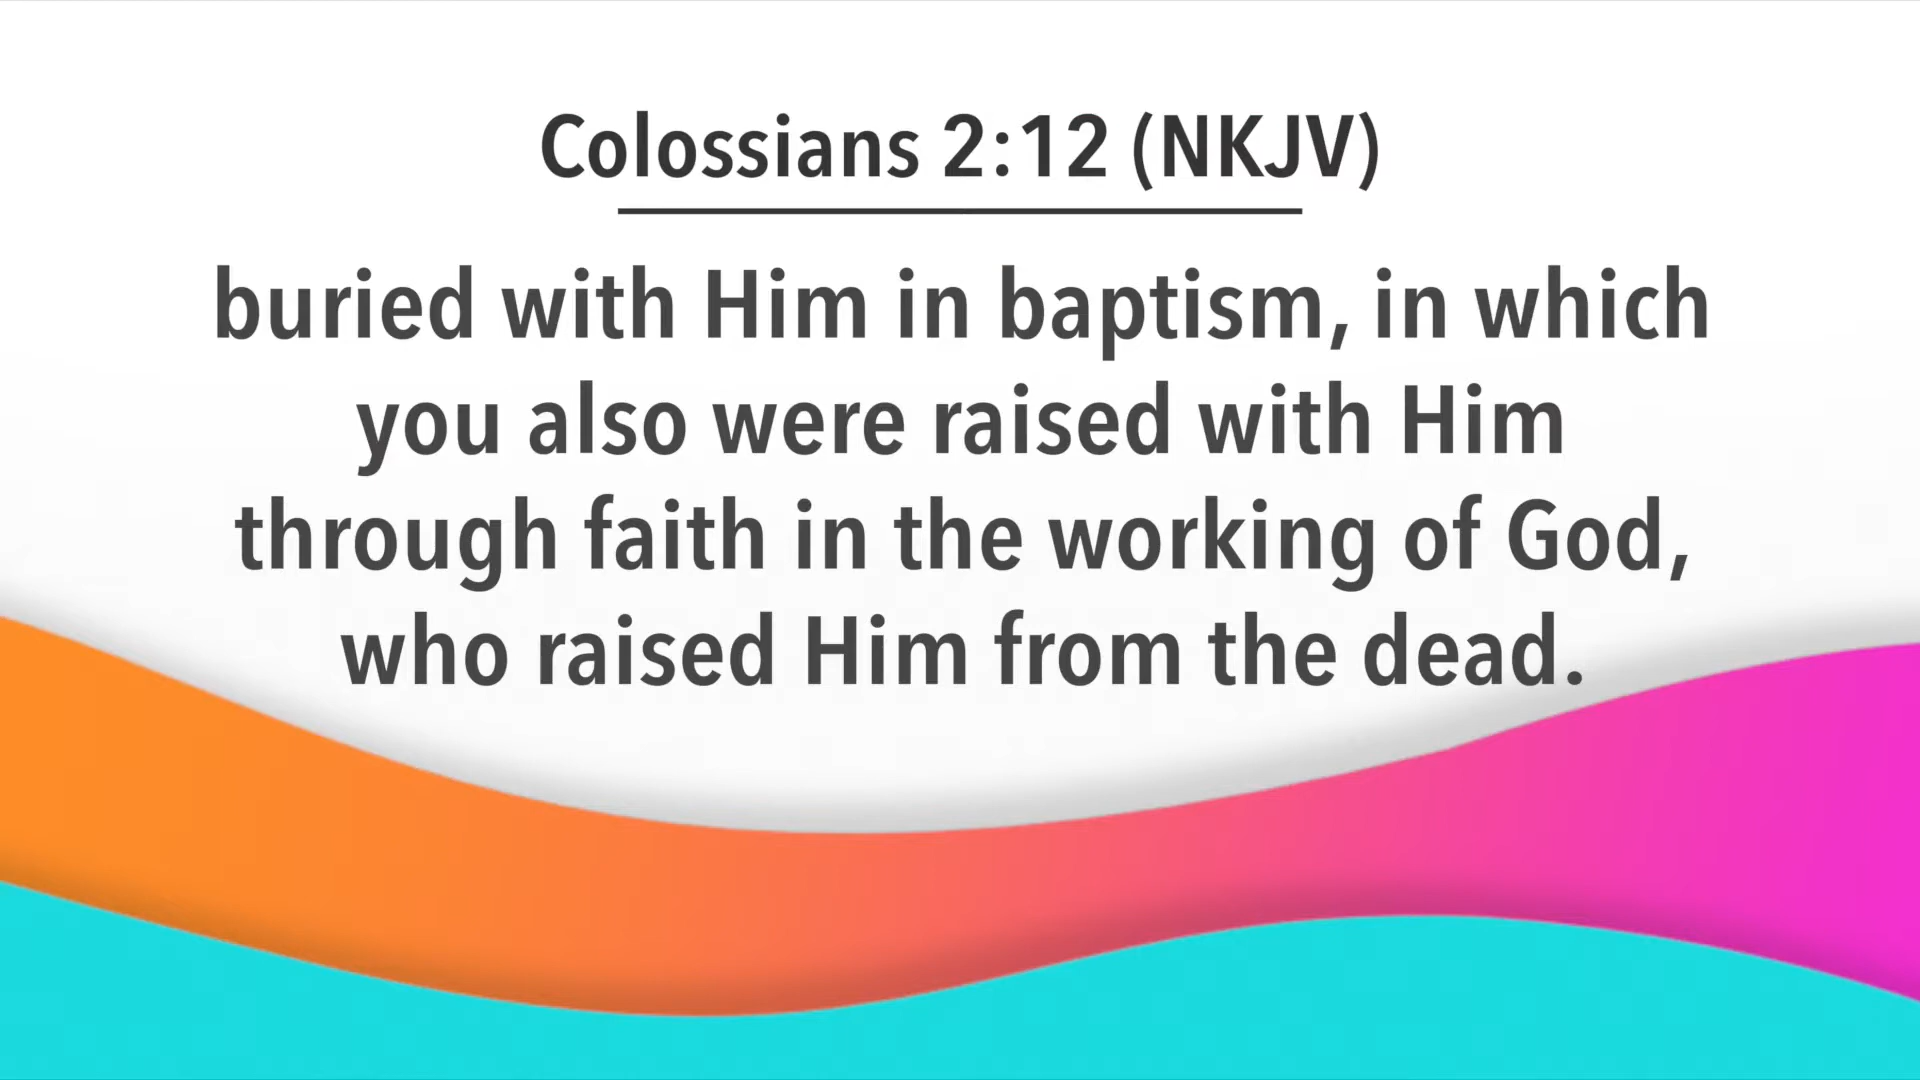 Colossians 2:12 (NKJV)
buried with Him in baptism, in which
you also were raised with Him
through faith in the working of God,
who raised Him from the dead.